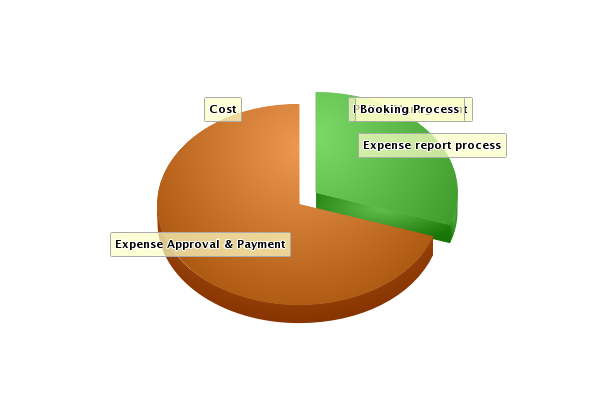 Cost
Booking Process
Expense report process
Expense Approval & Payment